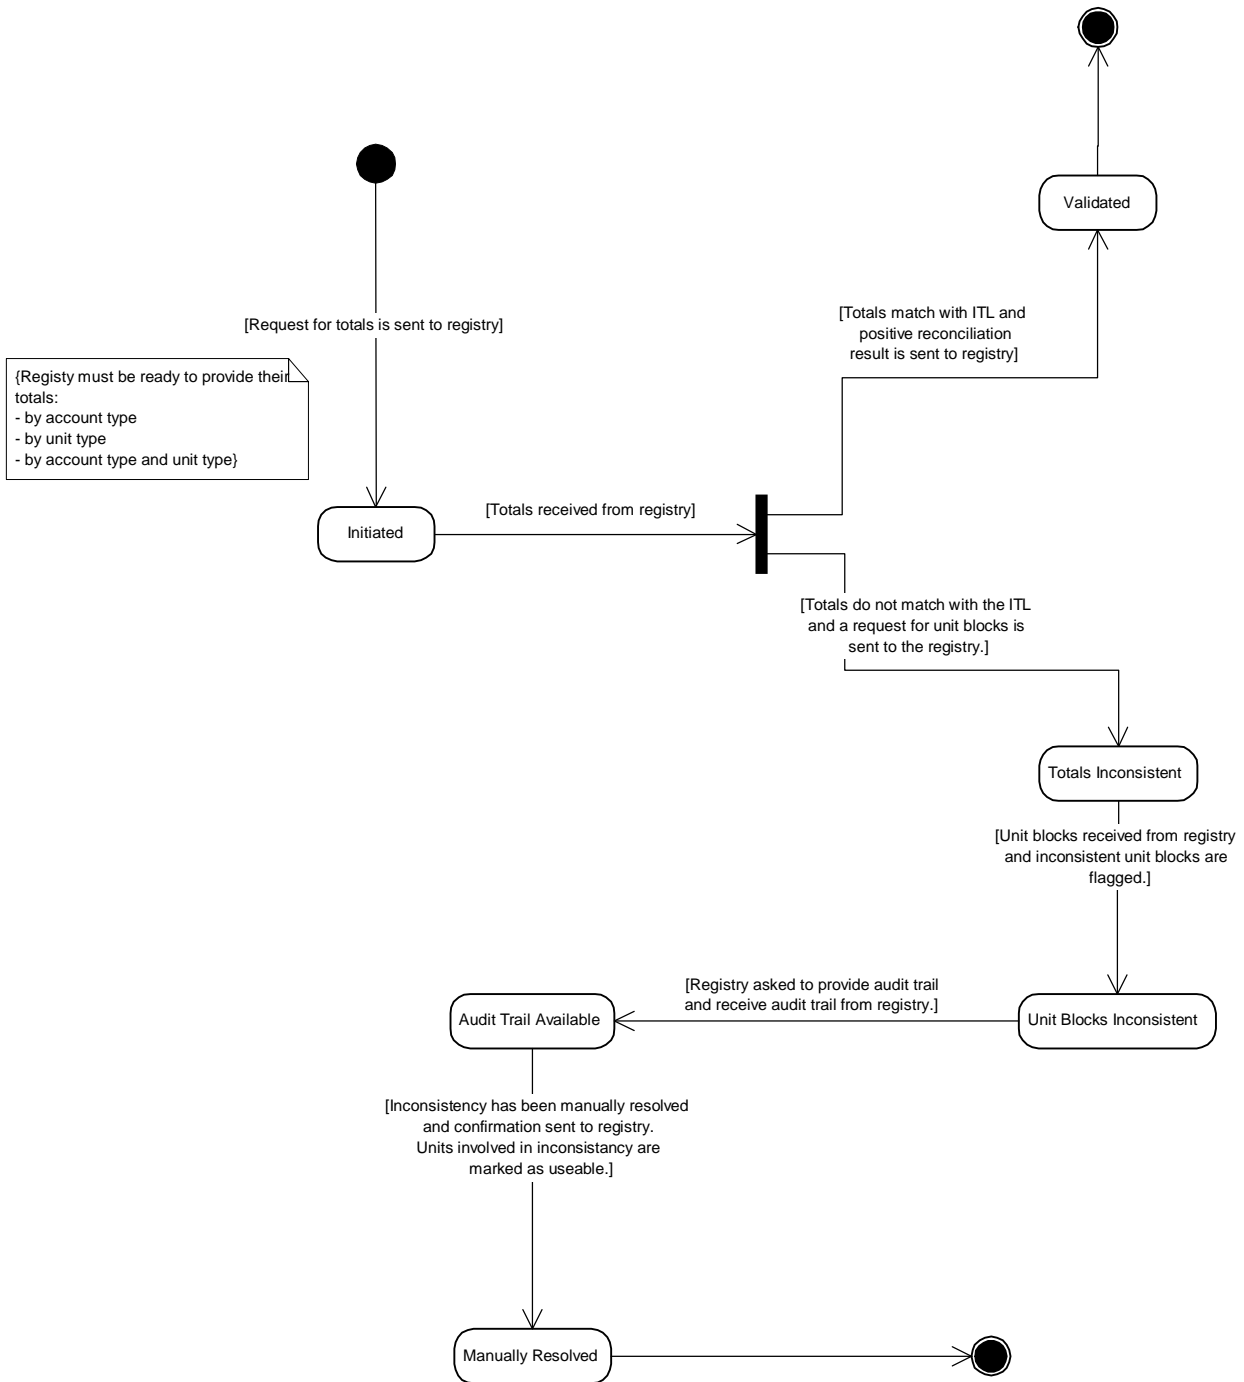 Validated
[Totals match with ITL and
positive reconciliation
result is sent to registry]
[Request for totals is sent to registry]
{Registy must be ready to provide their
totals:
- by account type
- by unit type
- by account type and unit type}
Initiated
[Totals received from registry]
[Totals do not match with the ITL
and a request for unit blocks is
sent to the registry.]
Totals Inconsistent
[Unit blocks received from registry
and inconsistent unit blocks are
flagged.]
Unit Blocks Inconsistent
[Registry asked to provide audit trail
and receive audit trail from registry.]
Audit Trail Available
[Inconsistency has been manually resolved
and confirmation sent to registry.
Units involved in inconsistancy are
marked as useable.]
Manually Resolved